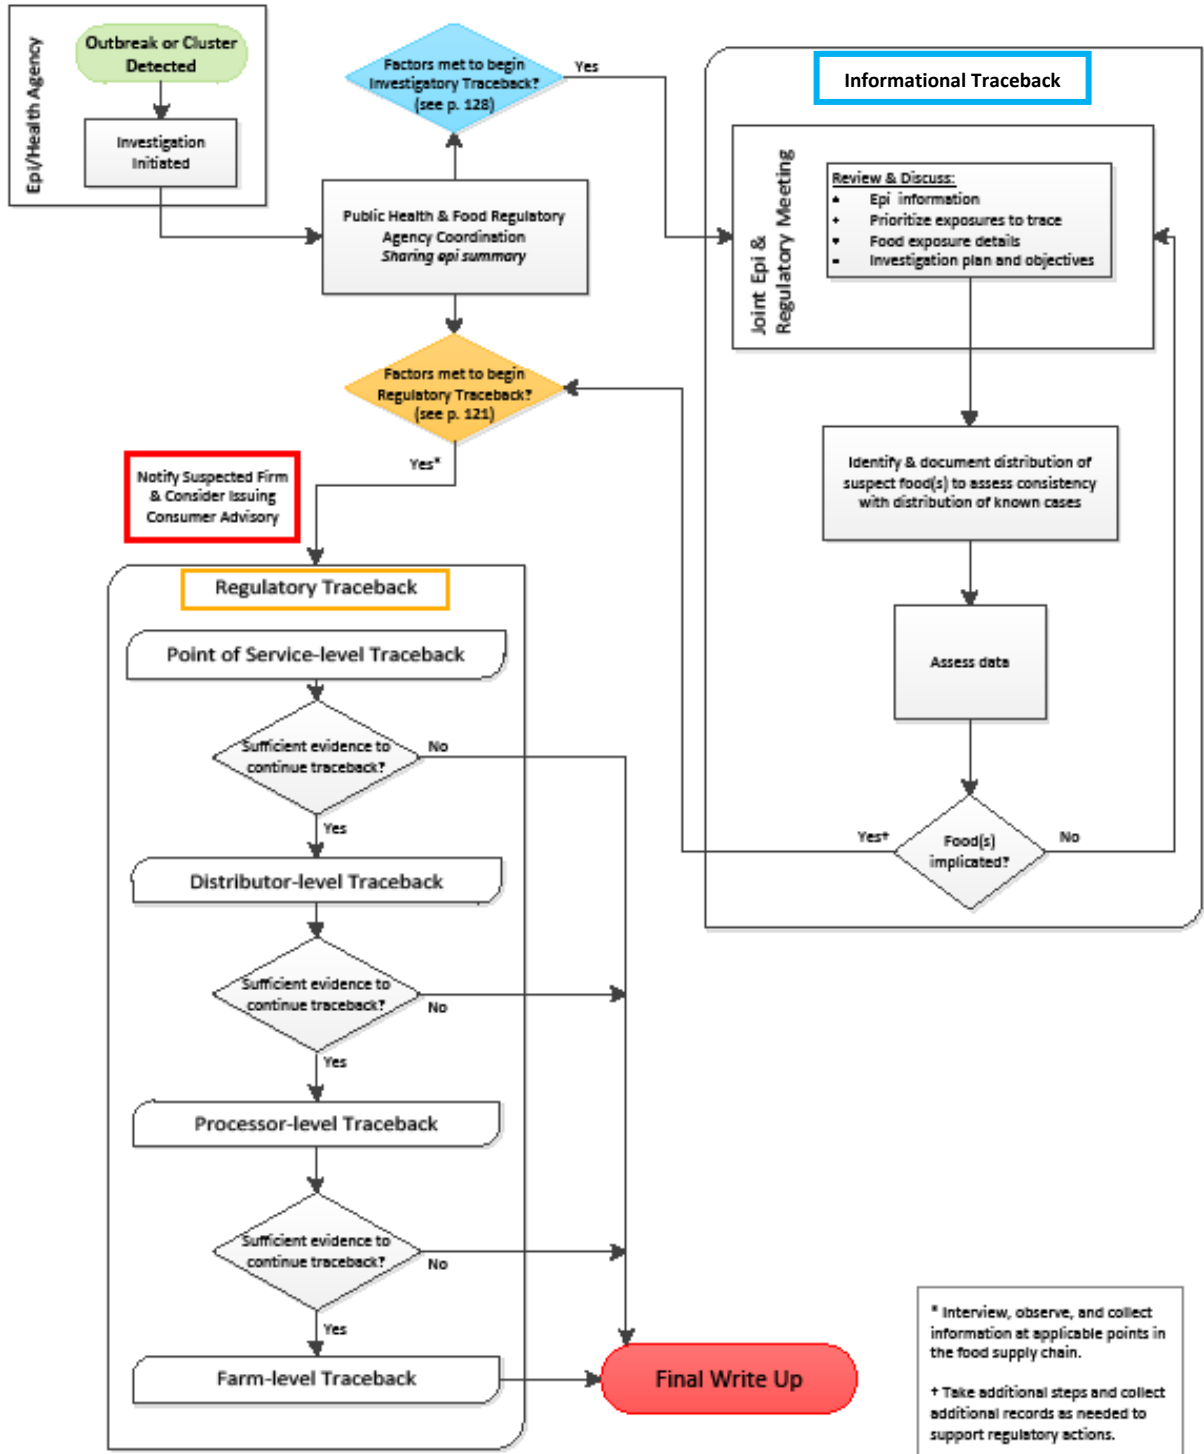 Epi/Health Agency
Outbreak or Cluster
Detected
Investigation
Initiated
Factors met to begin
Investigatory Traceback?
(see p. 128)
Yes
Public Health & Food Regulatory
Agency Coordination
Sharing epi summary
Factors met to begin
Regulatory Traceback?
(see p. 121)
Yes*
Notify Suspected Firm
& Consider Issuing
Consumer Advisory
Informational Traceback
Joint Epi &
Regulatory Meeting
Review & Discuss:
• Epi information
• Prioritize exposures to trace
• Food exposure details
• Investigation plan and objectives
Identify & document distribution of
suspect food(s) to assess consistency
with distribution of known cases
Assess data
Food(s)
implicated?
Yes†
No
Regulatory Traceback
Point of Service-level Traceback
Sufficient evidence to
continue traceback?
No
Yes
Distributor-level Traceback
Sufficient evidence to
continue traceback?
No
Yes
Processor-level Traceback
Sufficient evidence to
continue traceback?
No
Yes
Farm-level Traceback
Final Write Up
* Interview, observe, and collect
information at applicable points in
the food supply chain.
† Take additional steps and collect
additional records as needed to
support regulatory actions.